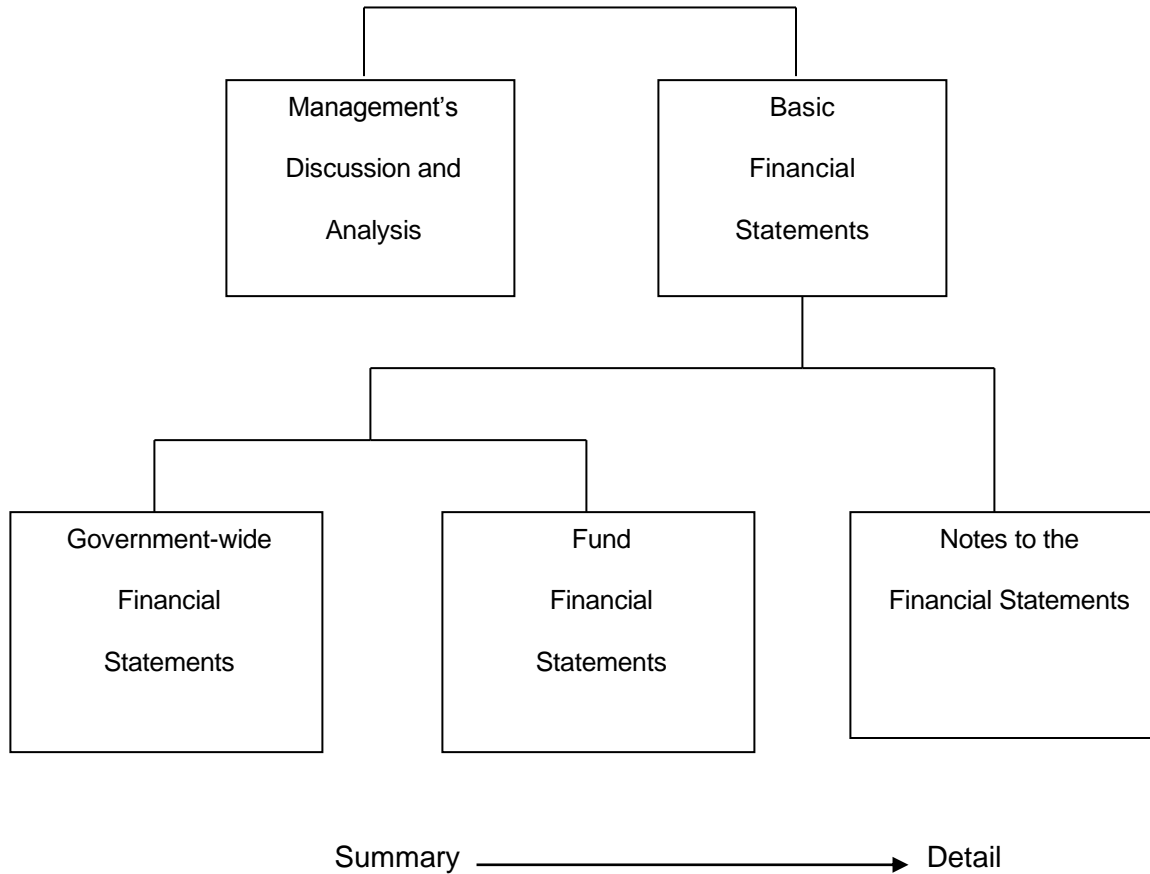 Management’s
Discussion and
Analysis
Basic
Financial
Statements
Government-wide
Financial
Statements
Fund
Financial
Statements
Notes to the
Financial Statements
Summary
Detail